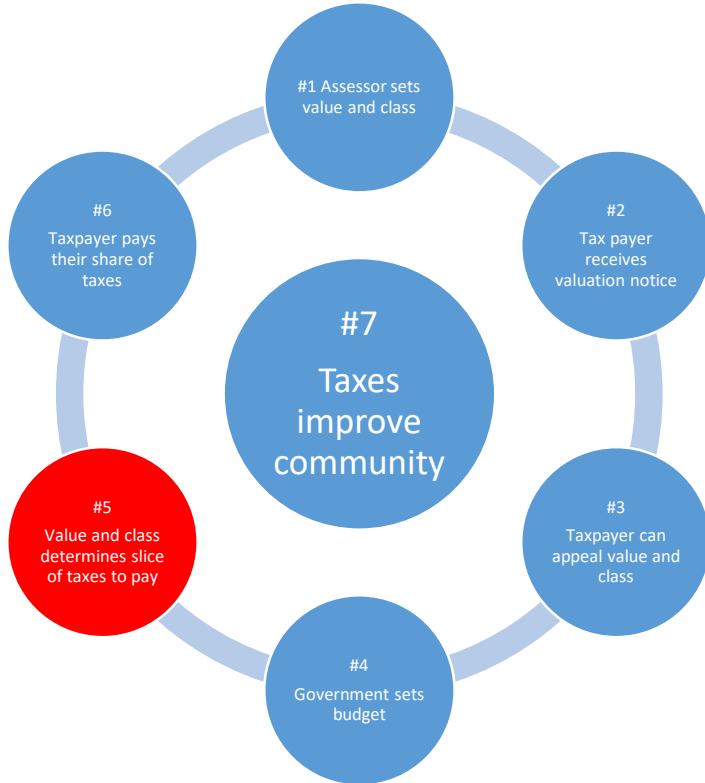 #1 Assessor sets
value and class
#2
Tax payer
receives
valuation notice
#3
Taxpayer can
appeal value and
class
#4
Government sets
budget
#5
Value and class
determines slice
of taxes to pay
#6
Taxpayer pays
their share of
taxes
#7
Taxes
improve
community